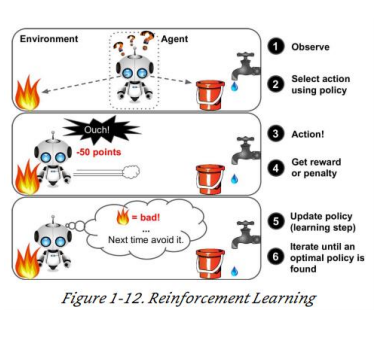 Environment
Agent
? ? ?
1 Observe
2 Select action
using policy
Ouch!
-50 points
3 Action!
4 Get reward
or penalty
= bad!
...
Next time avoid it.
5 Update policy
(learning step)
6 Iterate until an
optimal policy is
found
Figure 1-12. Reinforcement Learning